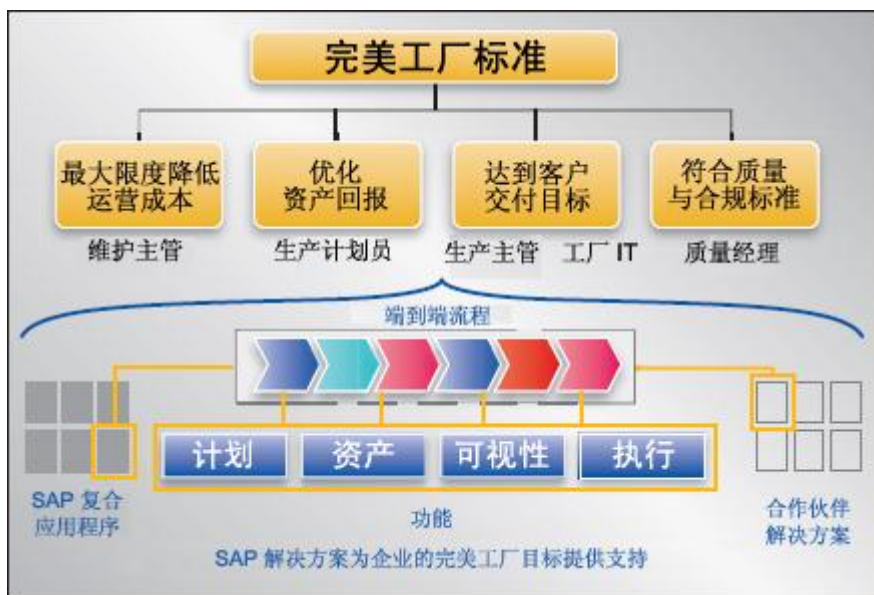 完美工厂标准
最大限度降低
运营成本
优化
资产回报
达到客户
交付目标
符合质量
与合规标准
维护主管
生产计划员
生产主管
工厂 IT
质量经理
端到端流程
计划
资产
可视性
执行
SAP 复合
应用程序
功能
合作伙伴
解决方案
SAP 解决方案为企业的完美工厂目标提供支持